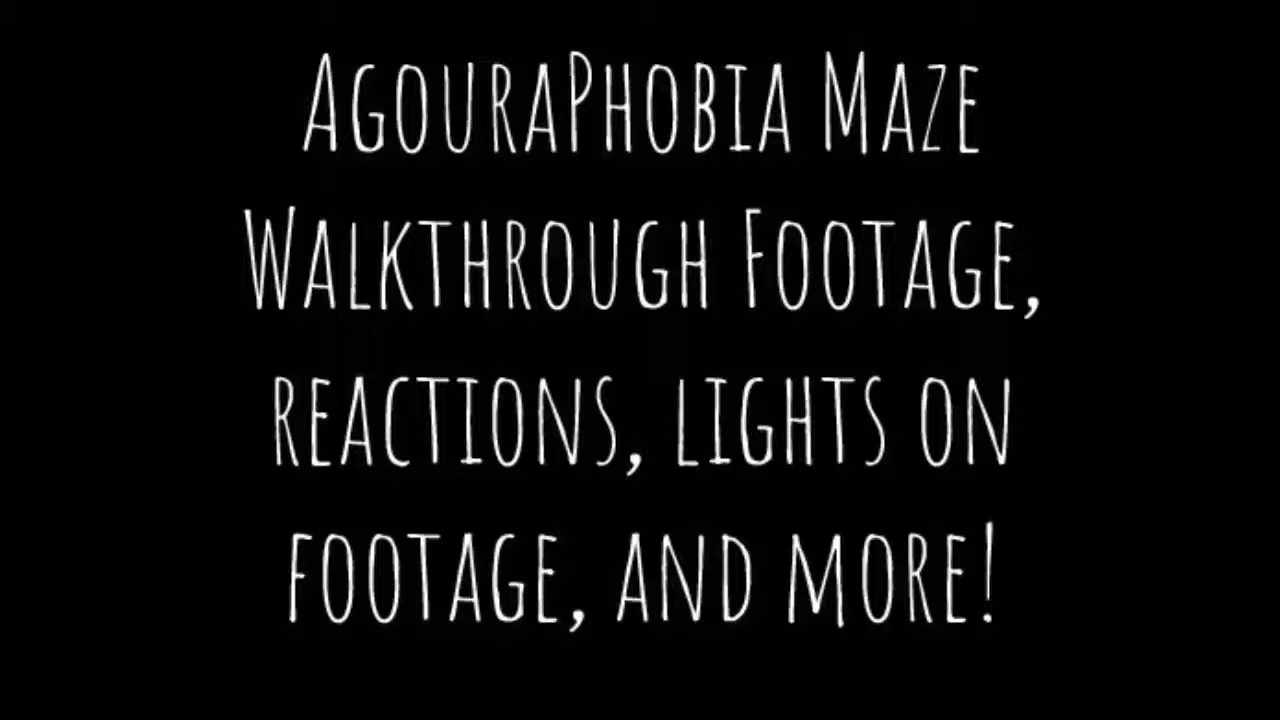 AgouraPhobia Maze
Walkthrough Footage,
reactions, lights on
footage, and more!